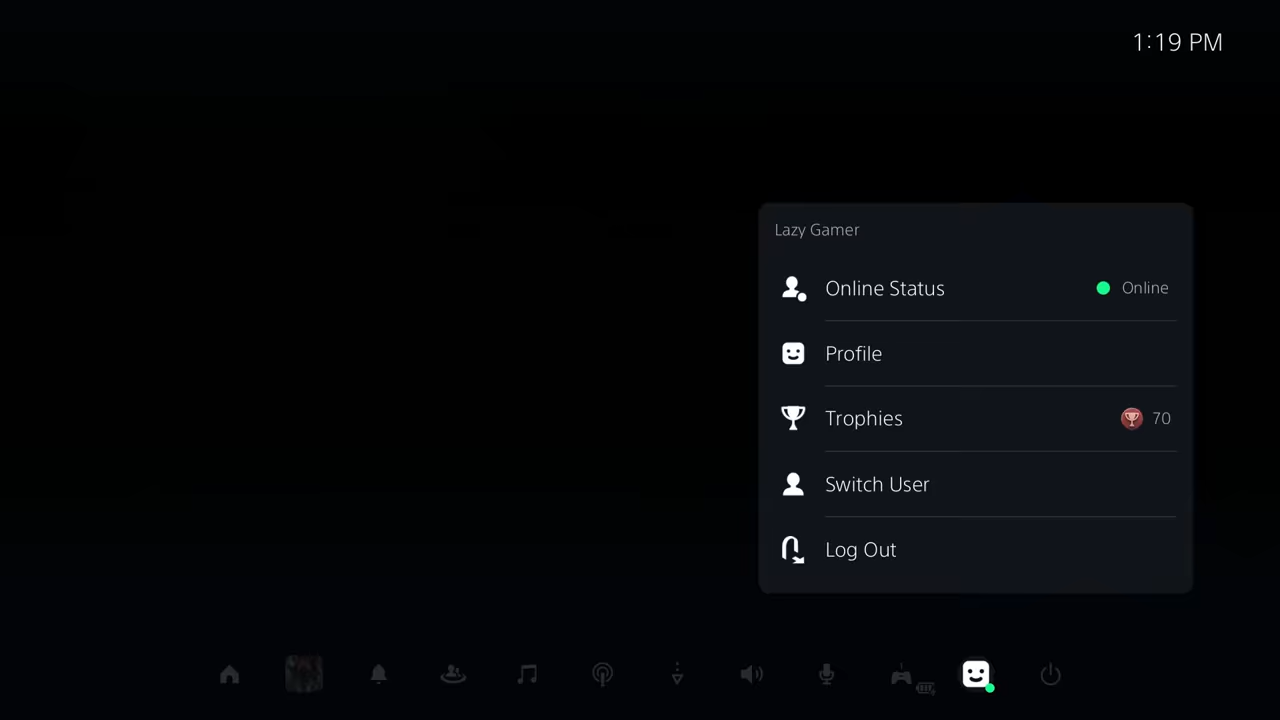 1:19 PM
Lazy Gamer
Online Status
Online
Profile
Trophies
70
Switch User
Log Out